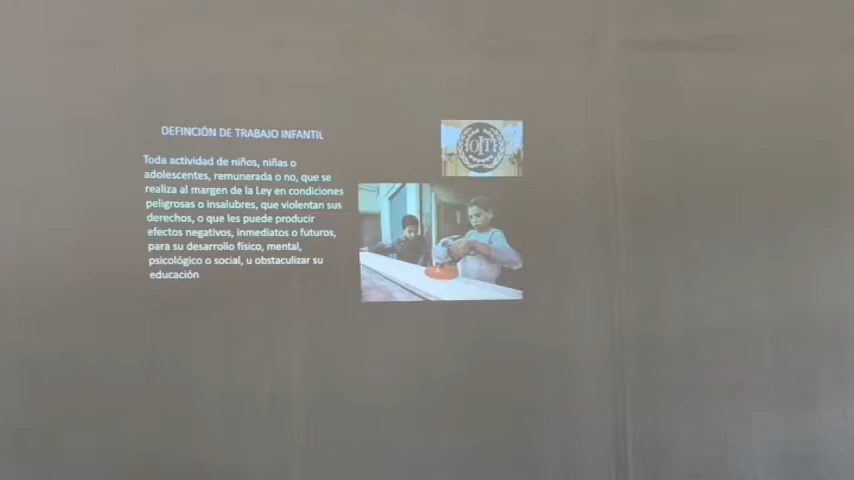 DEFINCIÓN DE TRABAJO INFANTIL
Toda actividad de niños, niñas o
adolescentes, remunerada o no, que se
realiza al margen de la Ley en condiciones
peligrosas o insalubres, que violentan sus
derechos, o que les puede producir
efectos negativos, inmediatos o futuros,
para su desarrollo físico, mental,
psicológico o social, u obstaculizar su
educación
OIT